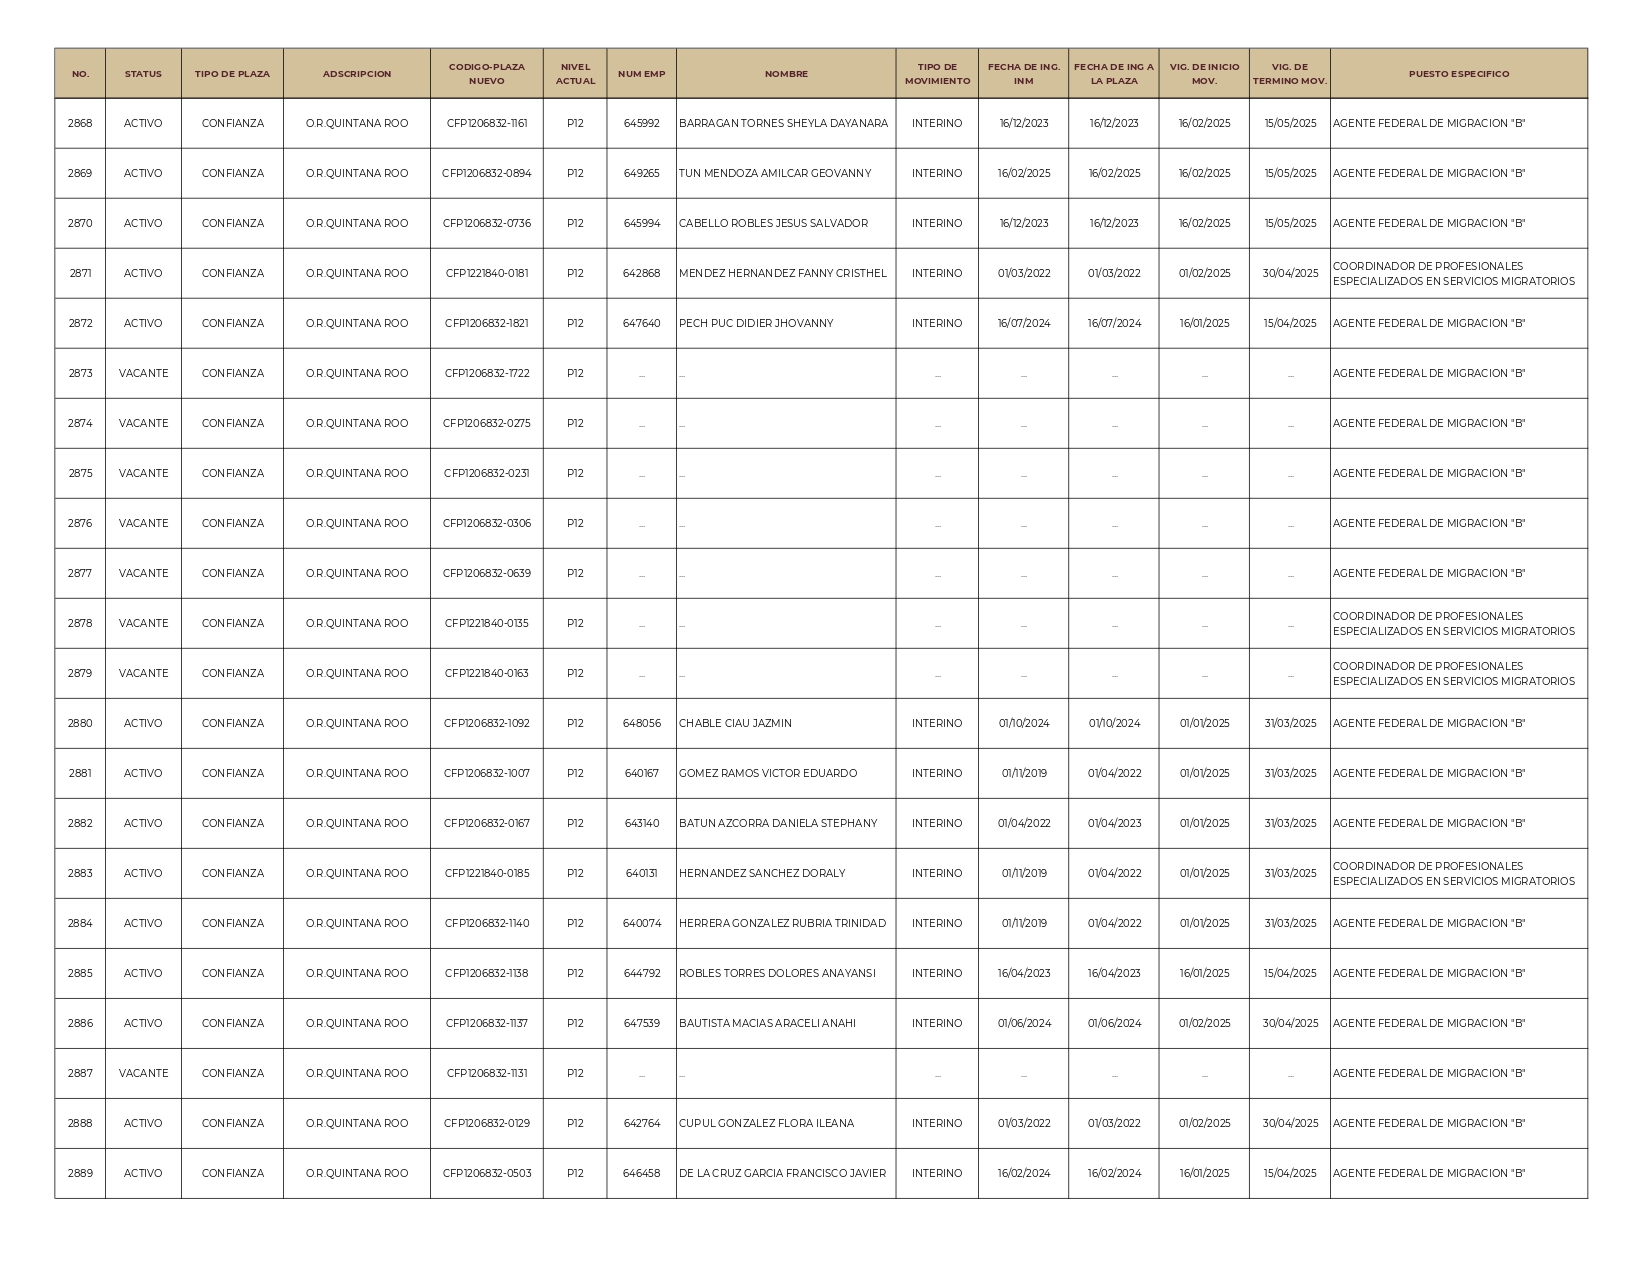 NO. STATUS TIPO DE PLAZA ADSCRIPCION CODIGO-PLAZA NUEVO NIVEL ACTUAL NUM EMP NOMBRE TIPO DE MOVIMIENTO FECHA DE ING. INM FECHA DE ING A LA PLAZA VIG. DE INICIO MOV. VIG. DE TERMINO MOV. PUESTO ESPECIFICO
2868 ACTIVO CONFIANZA O.R.QUINTANA ROO CFP1206832-1161 P12 645992 BARRAGAN TORNES SHEYLA DAYANARA INTERINO 16/12/2023 16/12/2023 16/02/2025 15/05/2025 AGENTE FEDERAL DE MIGRACION "B"
2869 ACTIVO CONFIANZA O.R.QUINTANA ROO CFP1206832-0894 P12 649265 TUN MENDOZA AMILCAR GEOVANNY INTERINO 16/02/2025 16/02/2025 16/02/2025 15/05/2025 AGENTE FEDERAL DE MIGRACION "B"
2870 ACTIVO CONFIANZA O.R.QUINTANA ROO CFP1206832-0736 P12 645994 CABELLO ROBLES JESUS SALVADOR INTERINO 16/12/2023 16/12/2023 16/02/2025 15/05/2025 AGENTE FEDERAL DE MIGRACION "B"
2871 ACTIVO CONFIANZA O.R.QUINTANA ROO CFP1221840-0181 P12 642868 MENDEZ HERNANDEZ FANNY CRISTHEL INTERINO 01/03/2022 01/03/2022 01/02/2025 30/04/2025 COORDINADOR DE PROFESIONALES ESPECIALIZADOS EN SERVICIOS MIGRATORIOS
2872 ACTIVO CONFIANZA O.R.QUINTANA ROO CFP1206832-1821 P12 647640 PECH PUC DIDIER JHOVANNY INTERINO 16/07/2024 16/07/2024 16/01/2025 15/04/2025 AGENTE FEDERAL DE MIGRACION "B"
2873 VACANTE CONFIANZA O.R.QUINTANA ROO CFP1206832-1722 P12 ... ... ... ... ... ... ... AGENTE FEDERAL DE MIGRACION "B"
2874 VACANTE CONFIANZA O.R.QUINTANA ROO CFP1206832-0275 P12 ... ... ... ... ... ... ... AGENTE FEDERAL DE MIGRACION "B"
2875 VACANTE CONFIANZA O.R.QUINTANA ROO CFP1206832-0231 P12 ... ... ... ... ... ... ... AGENTE FEDERAL DE MIGRACION "B"
2876 VACANTE CONFIANZA O.R.QUINTANA ROO CFP1206832-0306 P12 ... ... ... ... ... ... ... AGENTE FEDERAL DE MIGRACION "B"
2877 VACANTE CONFIANZA O.R.QUINTANA ROO CFP1206832-0639 P12 ... ... ... ... ... ... ... AGENTE FEDERAL DE MIGRACION "B"
2878 VACANTE CONFIANZA O.R.QUINTANA ROO CFP1221840-0135 P12 ... ... ... ... ... ... ... COORDINADOR DE PROFESIONALES ESPECIALIZADOS EN SERVICIOS MIGRATORIOS
2879 VACANTE CONFIANZA O.R.QUINTANA ROO CFP1221840-0163 P12 ... ... ... ... ... ... ... COORDINADOR DE PROFESIONALES ESPECIALIZADOS EN SERVICIOS MIGRATORIOS
2880 ACTIVO CONFIANZA O.R.QUINTANA ROO CFP1206832-1092 P12 648056 CHABLE CIAU JAZMIN INTERINO 01/10/2024 01/10/2024 01/01/2025 31/03/2025 AGENTE FEDERAL DE MIGRACION "B"
2881 ACTIVO CONFIANZA O.R.QUINTANA ROO CFP1206832-1007 P12 640167 GOMEZ RAMOS VICTOR EDUARDO INTERINO 01/11/2019 01/04/2022 01/01/2025 31/03/2025 AGENTE FEDERAL DE MIGRACION "B"
2882 ACTIVO CONFIANZA O.R.QUINTANA ROO CFP1206832-0167 P12 643140 BATUN AZCORRA DANIELA STEPHANY INTERINO 01/04/2022 01/04/2023 01/01/2025 31/03/2025 AGENTE FEDERAL DE MIGRACION "B"
2883 ACTIVO CONFIANZA O.R.QUINTANA ROO CFP1221840-0185 P12 640131 HERNANDEZ SANCHEZ DORALY INTERINO 01/11/2019 01/04/2022 01/01/2025 31/03/2025 COORDINADOR DE PROFESIONALES ESPECIALIZADOS EN SERVICIOS MIGRATORIOS
2884 ACTIVO CONFIANZA O.R.QUINTANA ROO CFP1206832-1140 P12 640074 HERRERA GONZALEZ RUBRIA TRINIDAD INTERINO 01/11/2019 01/04/2022 01/01/2025 31/03/2025 AGENTE FEDERAL DE MIGRACION "B"
2885 ACTIVO CONFIANZA O.R.QUINTANA ROO CFP1206832-1138 P12 644792 ROBLES TORRES DOLORES ANAYANSI INTERINO 16/04/2023 16/04/2023 16/01/2025 15/04/2025 AGENTE FEDERAL DE MIGRACION "B"
2886 ACTIVO CONFIANZA O.R.QUINTANA ROO CFP1206832-1137 P12 647539 BAUTISTA MACIAS ARACELI ANAHI INTERINO 01/06/2024 01/06/2024 01/02/2025 30/04/2025 AGENTE FEDERAL DE MIGRACION "B"
2887 VACANTE CONFIANZA O.R.QUINTANA ROO CFP1206832-1131 P12 ... ... ... ... ... ... ... AGENTE FEDERAL DE MIGRACION "B"
2888 ACTIVO CONFIANZA O.R.QUINTANA ROO CFP1206832-0129 P12 642764 CUPUL GONZALEZ FLORA ILEANA INTERINO 01/03/2022 01/03/2022 01/02/2025 30/04/2025 AGENTE FEDERAL DE MIGRACION "B"
2889 ACTIVO CONFIANZA O.R.QUINTANA ROO CFP1206832-0503 P12 646458 DE LA CRUZ GARCIA FRANCISCO JAVIER INTERINO 16/02/2024 16/02/2024 16/01/2025 15/04/2025 AGENTE FEDERAL DE MIGRACION "B"